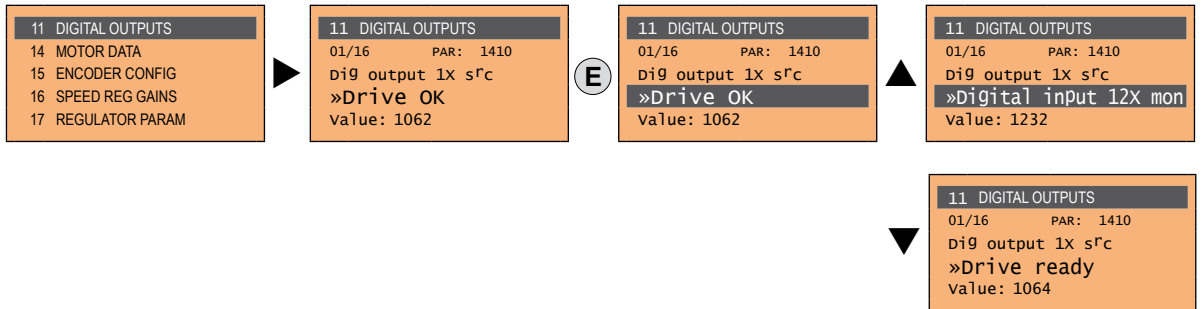 11 DIGITAL OUTPUTS
14 MOTOR DATA
15 ENCODER CONFIG
16 SPEED REG GAINS
17 REGULATOR PARAM
11 DIGITAL OUTPUTS
01/16 PAR: 1410
Dig output 1X src
»Drive OK
Value: 1062
E
11 DIGITAL OUTPUTS
01/16 PAR: 1410
Dig output 1X src
»Drive OK
Value: 1062
11 DIGITAL OUTPUTS
01/16 PAR: 1410
Dig output 1X src
»Digital input 12X mon
Value: 1232
11 DIGITAL OUTPUTS
01/16 PAR: 1410
Dig output 1X src
»Drive ready
Value: 1064